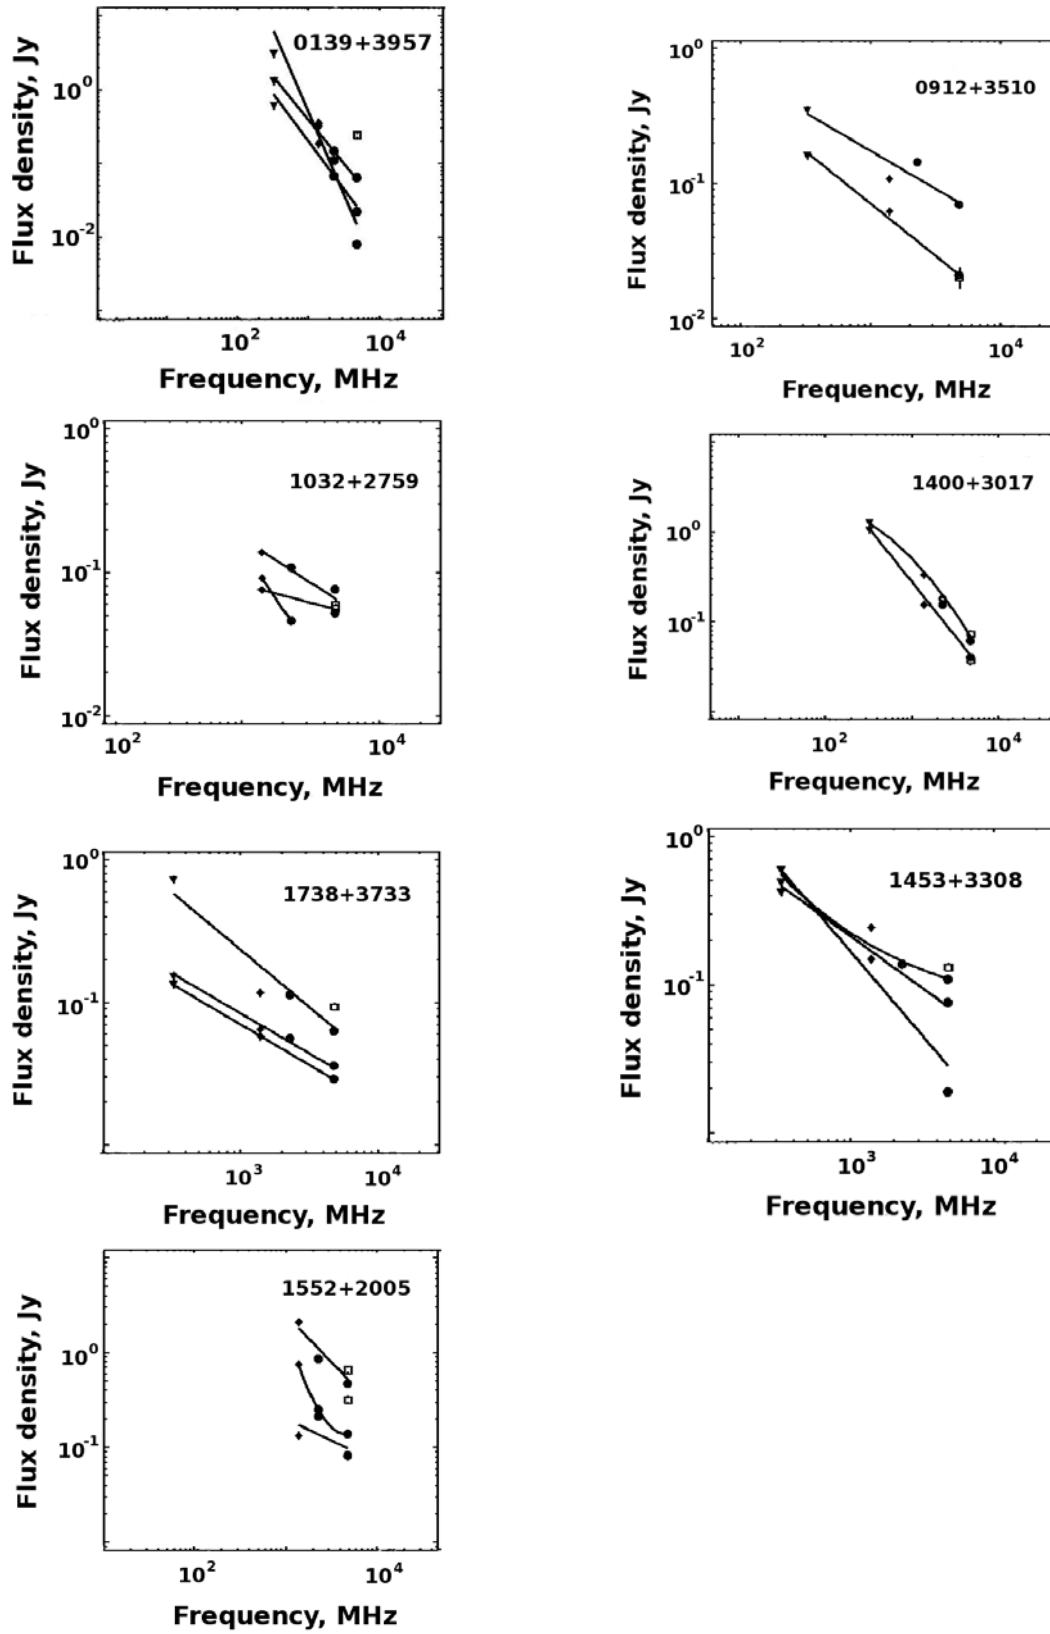 0139+3957
Flux density, Jy
10^0
10^-2
10^2
10^4
Frequency, MHz
0912+3510
Flux density, Jy
10^0
10^-1
10^-2
10^2
10^4
Frequency, MHz
1032+2759
Flux density, Jy
10^0
10^-1
10^-2
10^2
10^4
Frequency, MHz
1400+3017
Flux density, Jy
10^0
10^-1
10^2
10^4
Frequency, MHz
1738+3733
Flux density, Jy
10^0
10^-1
10^3
10^4
Frequency, MHz
1453+3308
Flux density, Jy
10^0
10^-1
10^3
10^4
Frequency, MHz
1552+2005
Flux density, Jy
10^0
10^-1
10^2
10^4
Frequency, MHz